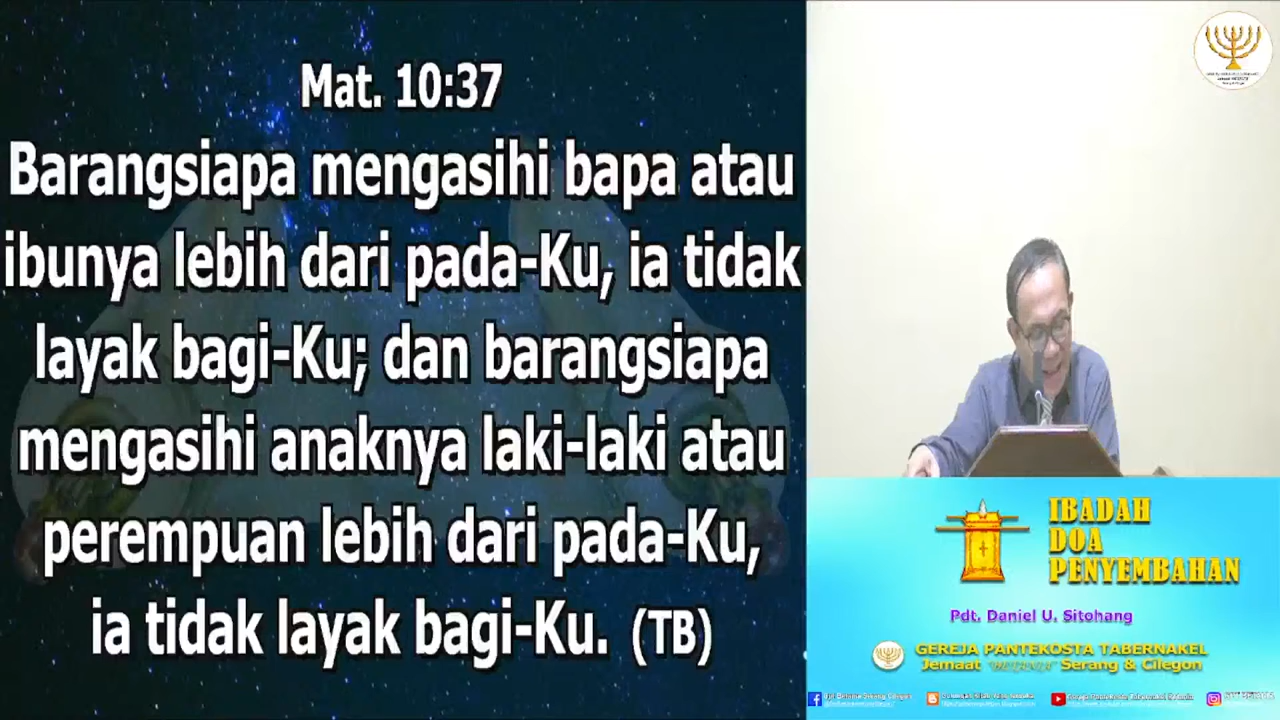 Mat. 10:37
Barangsiapa mengasihi bapa atau
ibunya lebih dari pada-Ku, ia tidak
layak bagi-Ku; dan barangsiapa
mengasihi anaknya laki-laki atau
perempuan lebih dari pada-Ku,
ia tidak layak bagi-Ku. (TB)
IBADAH
DOA
PENYEMBAHAN
Pdt. Daniel U. Sitohang
GEREJA PANTEKOSTA TABERNAKEL
Jemaat "BETANIA" Serang & Cilegon